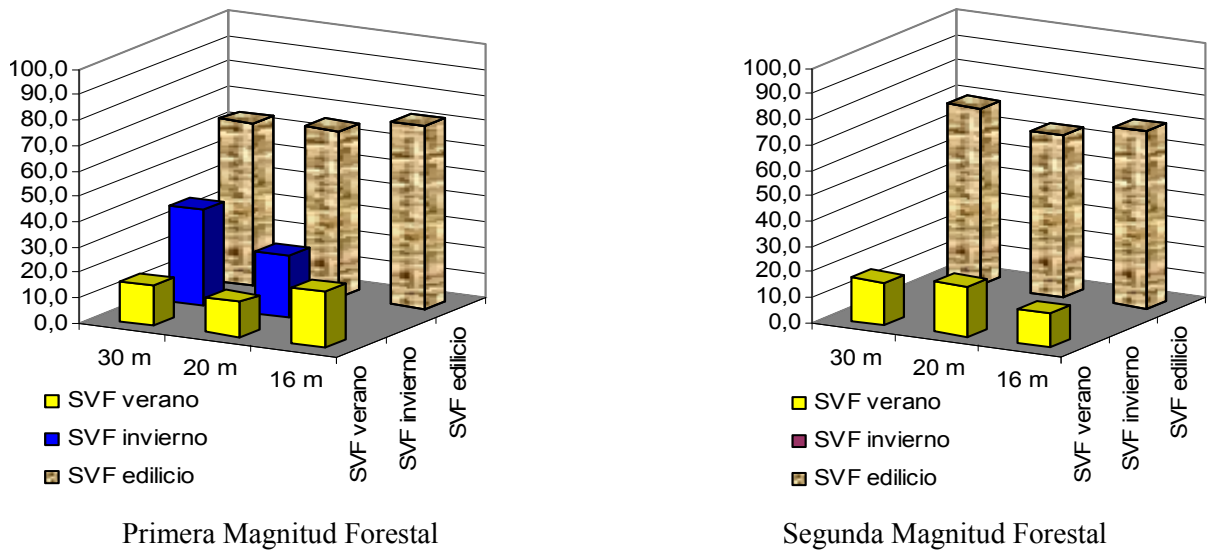 100,0
90,0
80,0
70,0
60,0
50,0
40,0
30,0
20,0
10,0
0,0
30 m
20 m
16 m
SVF verano
SVF invierno
SVF edilicio
SVF verano
SVF invierno
SVF edilicio
Primera Magnitud Forestal
100,0
90,0
80,0
70,0
60,0
50,0
40,0
30,0
20,0
10,0
0,0
30 m
20 m
16 m
SVF verano
SVF invierno
SVF edilicio
SVF verano
SVF invierno
SVF edilicio
Segunda Magnitud Forestal